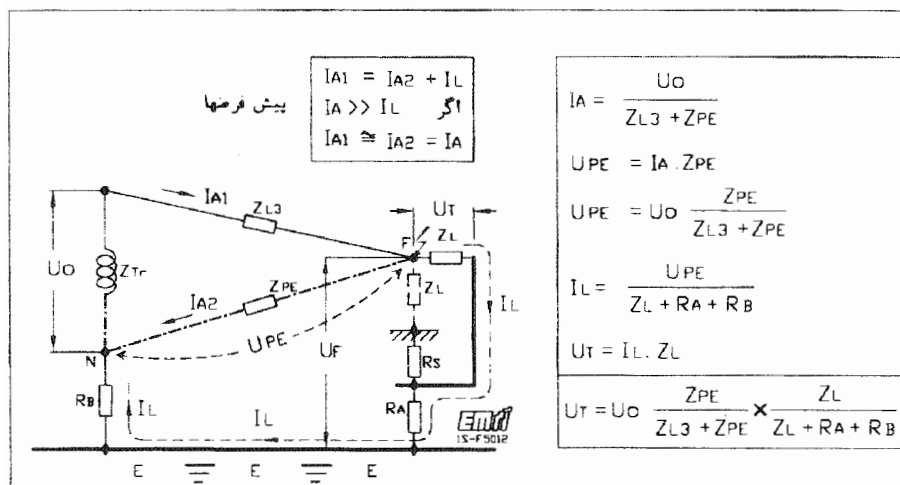 پیش فرضها
IA1 = IA2 + IL
اگر IA >> IL
IA1 ≅ IA2 = IA
IA = UO / (ZL3 + ZPE)
UPE = IA . ZPE
UPE = UO ZPE / (ZL3 + ZPE)
IL = UPE / (ZL + RA + RB)
UT = IL . ZL
UT = UO ZPE / (ZL3 + ZPE) × ZL / (ZL + RA + RB)
IA1
ZL3
UT
F
ZL
UO
ZTr
IA2
ZPE
ZL
IL
UPE
UF
N
RS
RB
IL
IL
RA
IS-F5012
E E E